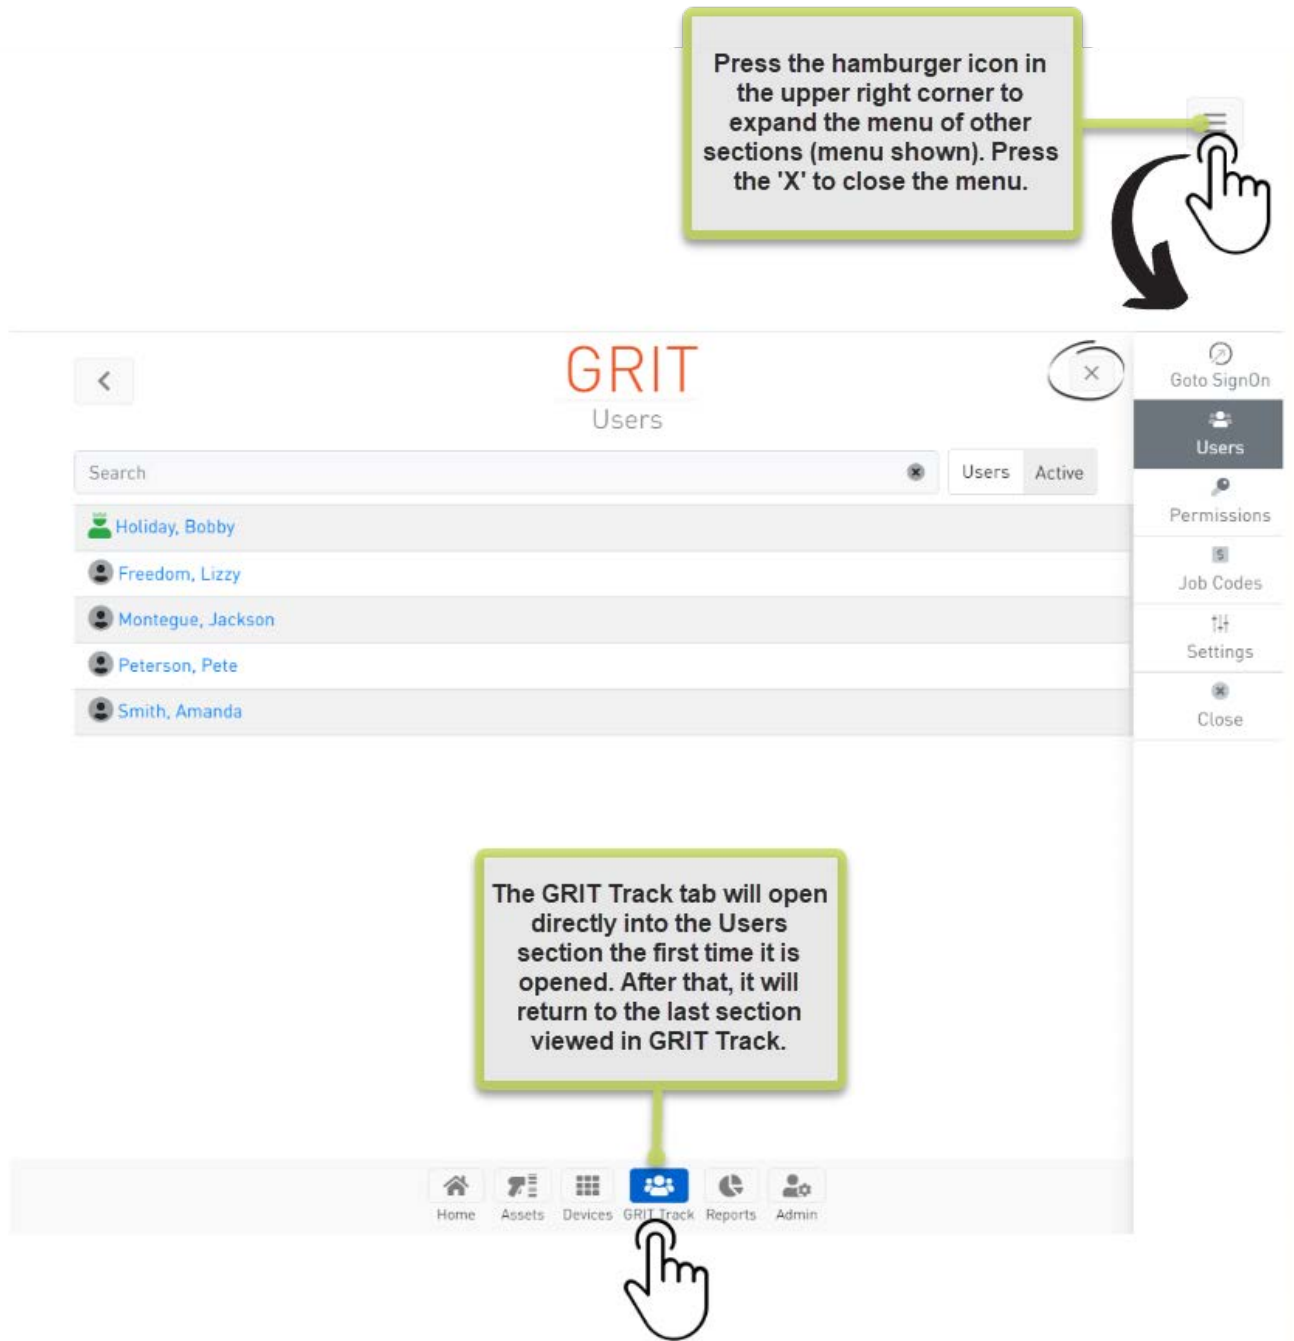 Press the hamburger icon in
the upper right corner to
expand the menu of other
sections (menu shown). Press
the 'X' to close the menu.
GRIT
Users
Goto SignOn
Users
Permissions
Job Codes
Settings
Close
Search
Users Active
Holiday, Bobby
Freedom, Lizzy
Montegue, Jackson
Peterson, Pete
Smith, Amanda
The GRIT Track tab will open
directly into the Users
section the first time it is
opened. After that, it will
return to the last section
viewed in GRIT Track.
Home Assets Devices GRIT Track Reports Admin